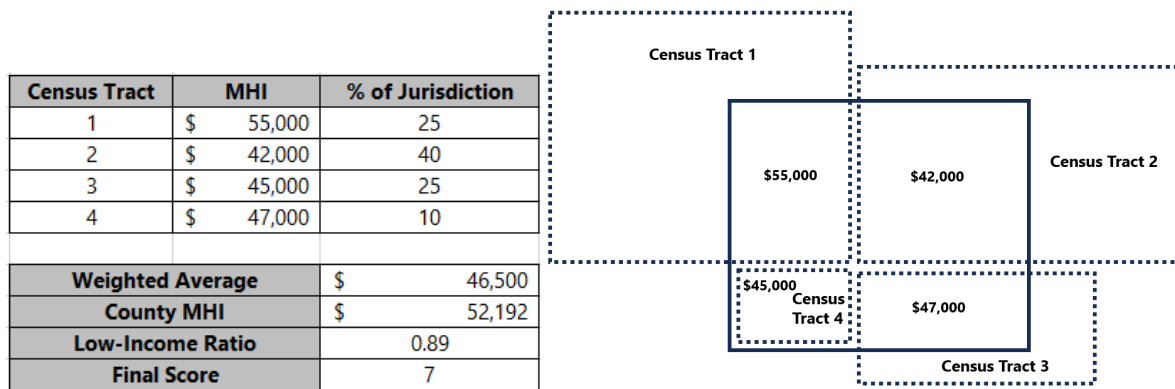 Census Tract MHI % of Jurisdiction
1 $ 55,000 25
2 $ 42,000 40
3 $ 45,000 25
4 $ 47,000 10
Weighted Average $ 46,500
County MHI $ 52,192
Low-Income Ratio 0.89
Final Score 7
Census Tract 1
Census Tract 2
$55,000
$42,000
$45,000
Census
Tract 4
$47,000
Census Tract 3